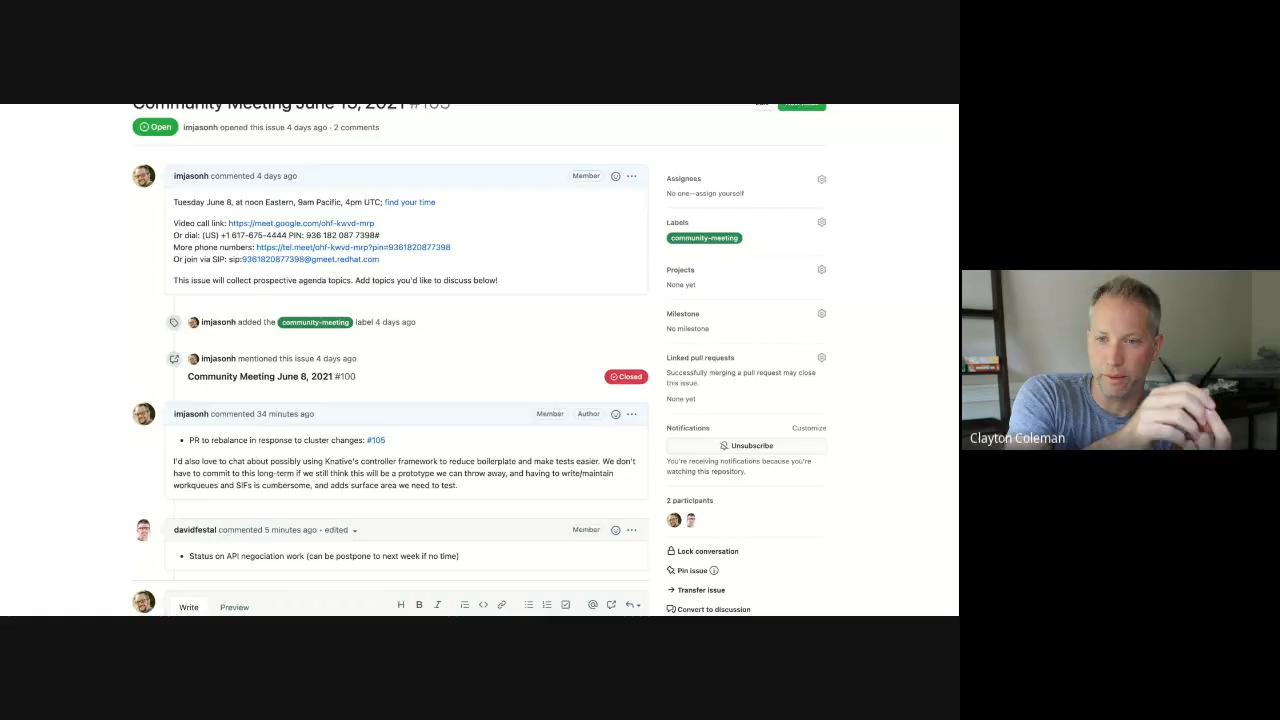 Community Meeting June 15, 2021 #103
Open imjasonh opened this issue 4 days ago · 2 comments
imjasonh commented 4 days ago
Member
Tuesday June 8, at noon Eastern, 9am Pacific, 4pm UTC; find your time
Video call link: https://meet.google.com/ohf-kwvd-mrp
Or dial: (US) +1 617-675-4444 PIN: 936 182 087 7398#
More phone numbers: https://tel.meet/ohf-kwvd-mrp?pin=9361820877398
Or join via SIP: sip:9361820877398@gmeet.redhat.com
This issue will collect prospective agenda topics. Add topics you'd like to discuss below!
imjasonh added the community-meeting label 4 days ago
imjasonh mentioned this issue 4 days ago
Community Meeting June 8, 2021 #100
Closed
imjasonh commented 34 minutes ago
Member Author
• PR to rebalance in response to cluster changes: #105
I'd also love to chat about possibly using Knative's controller framework to reduce boilerplate and make tests easier. We don't
have to commit to this long-term if we still think this will be a prototype we can throw away, and having to write/maintain
workqueues and SIFs is cumbersome, and adds surface area we need to test.
davidfestal commented 5 minutes ago · edited
Member
• Status on API negociation work (can be postpone to next week if no time)
Write Preview
Assignees
No one—assign yourself
Labels
community-meeting
Projects
None yet
Milestone
No milestone
Linked pull requests
Successfully merging a pull request may close
this issue.
None yet
Notifications
Customize
Unsubscribe
You're receiving notifications because you're
watching this repository.
2 participants
Lock conversation
Pin issue
Transfer issue
Convert to discussion
Clayton Coleman